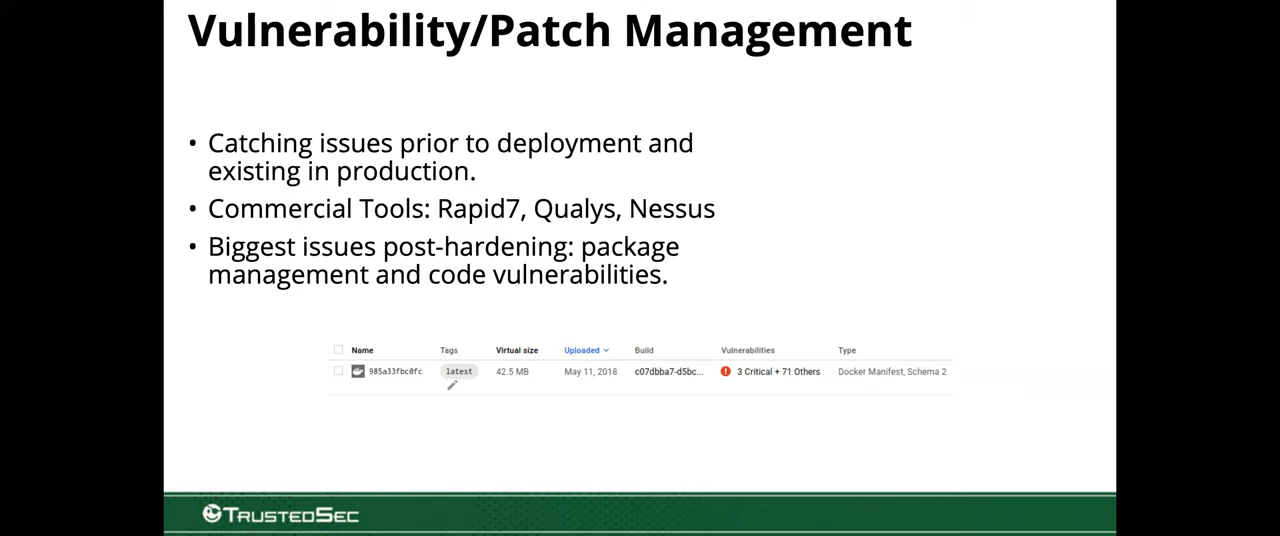 Vulnerability/Patch Management
• Catching issues prior to deployment and
existing in production.
• Commercial Tools: Rapid7, Qualys, Nessus
• Biggest issues post-hardening: package
management and code vulnerabilities.
Name Tags Virtual size Uploaded Build Vulnerabilities Type
985a33fbc0fc latest 42.5 MB May 11, 2018 c07dbba7-d5bc... 3 Critical + 71 Others Docker Manifest, Schema 2
TRUSTEDSEC